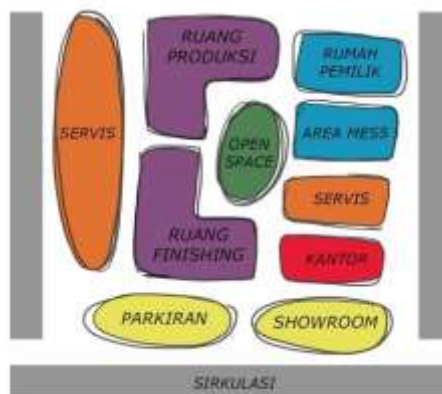 RUANG
PRODUKSI
RUMAH
PEMILIK
SERVIS
AREA MESS
OPEN
SPACE
SERVIS
RUANG
FINISHING
KANTOR
PARKIRAN
SHOWROOM
SIRKULASI